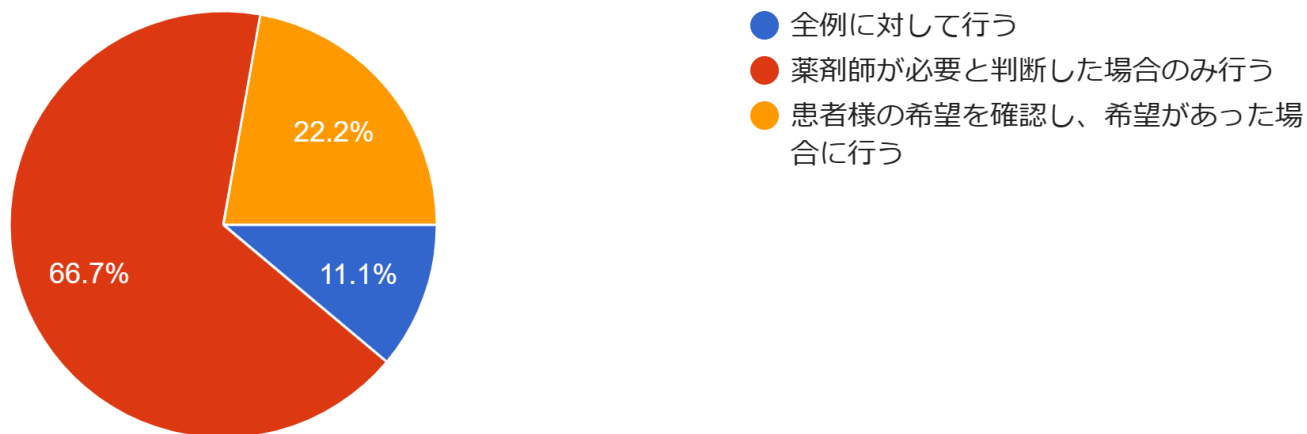 全例に対して行う
薬剤師が必要と判断した場合のみ行う
患者様の希望を確認し、希望があった場
合に行う
22.2%
66.7%
11.1%